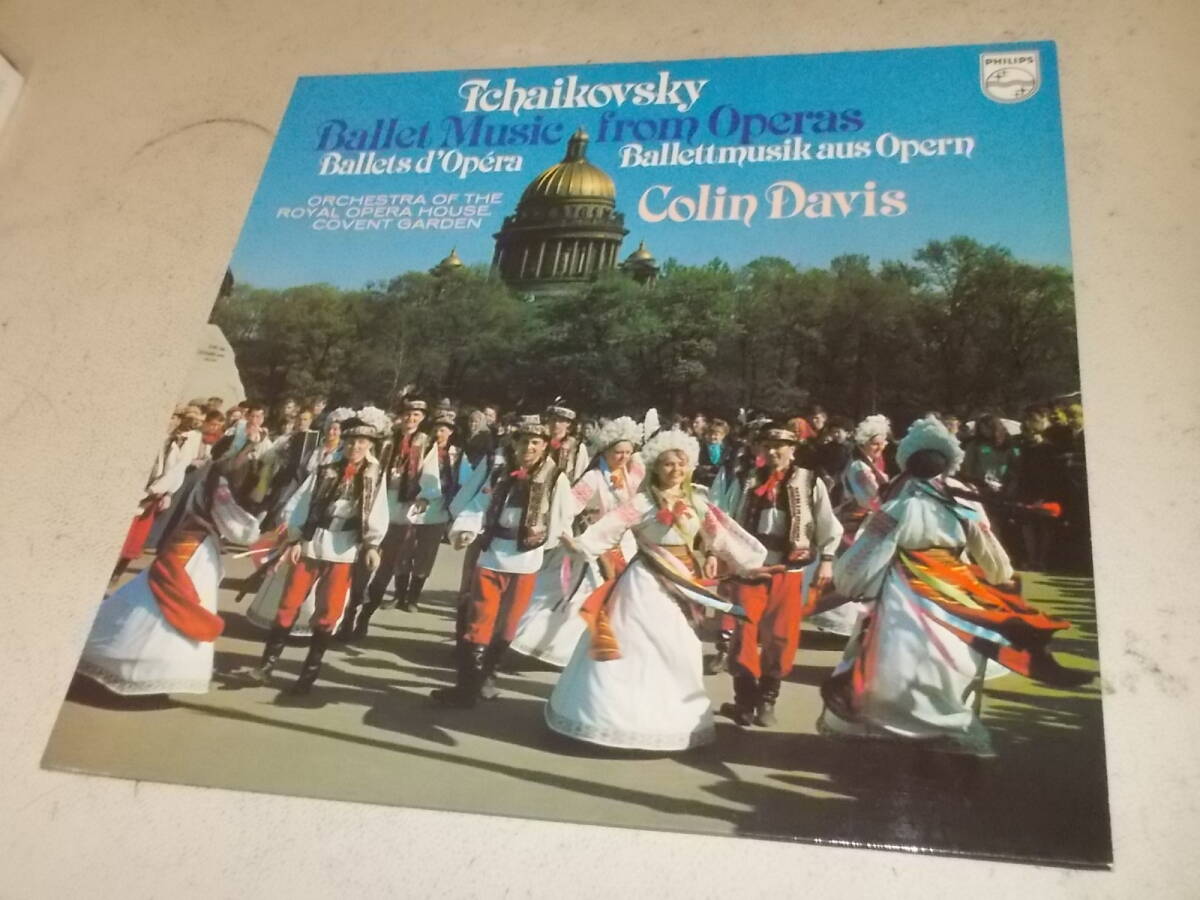 PHILIPS
Tchaikovsky
Ballet Music from Operas
Ballets d'Opéra Ballettmusik aus Opern
ORCHESTRA OF THE
ROYAL OPERA HOUSE,
COVENT GARDEN
Colin Davis